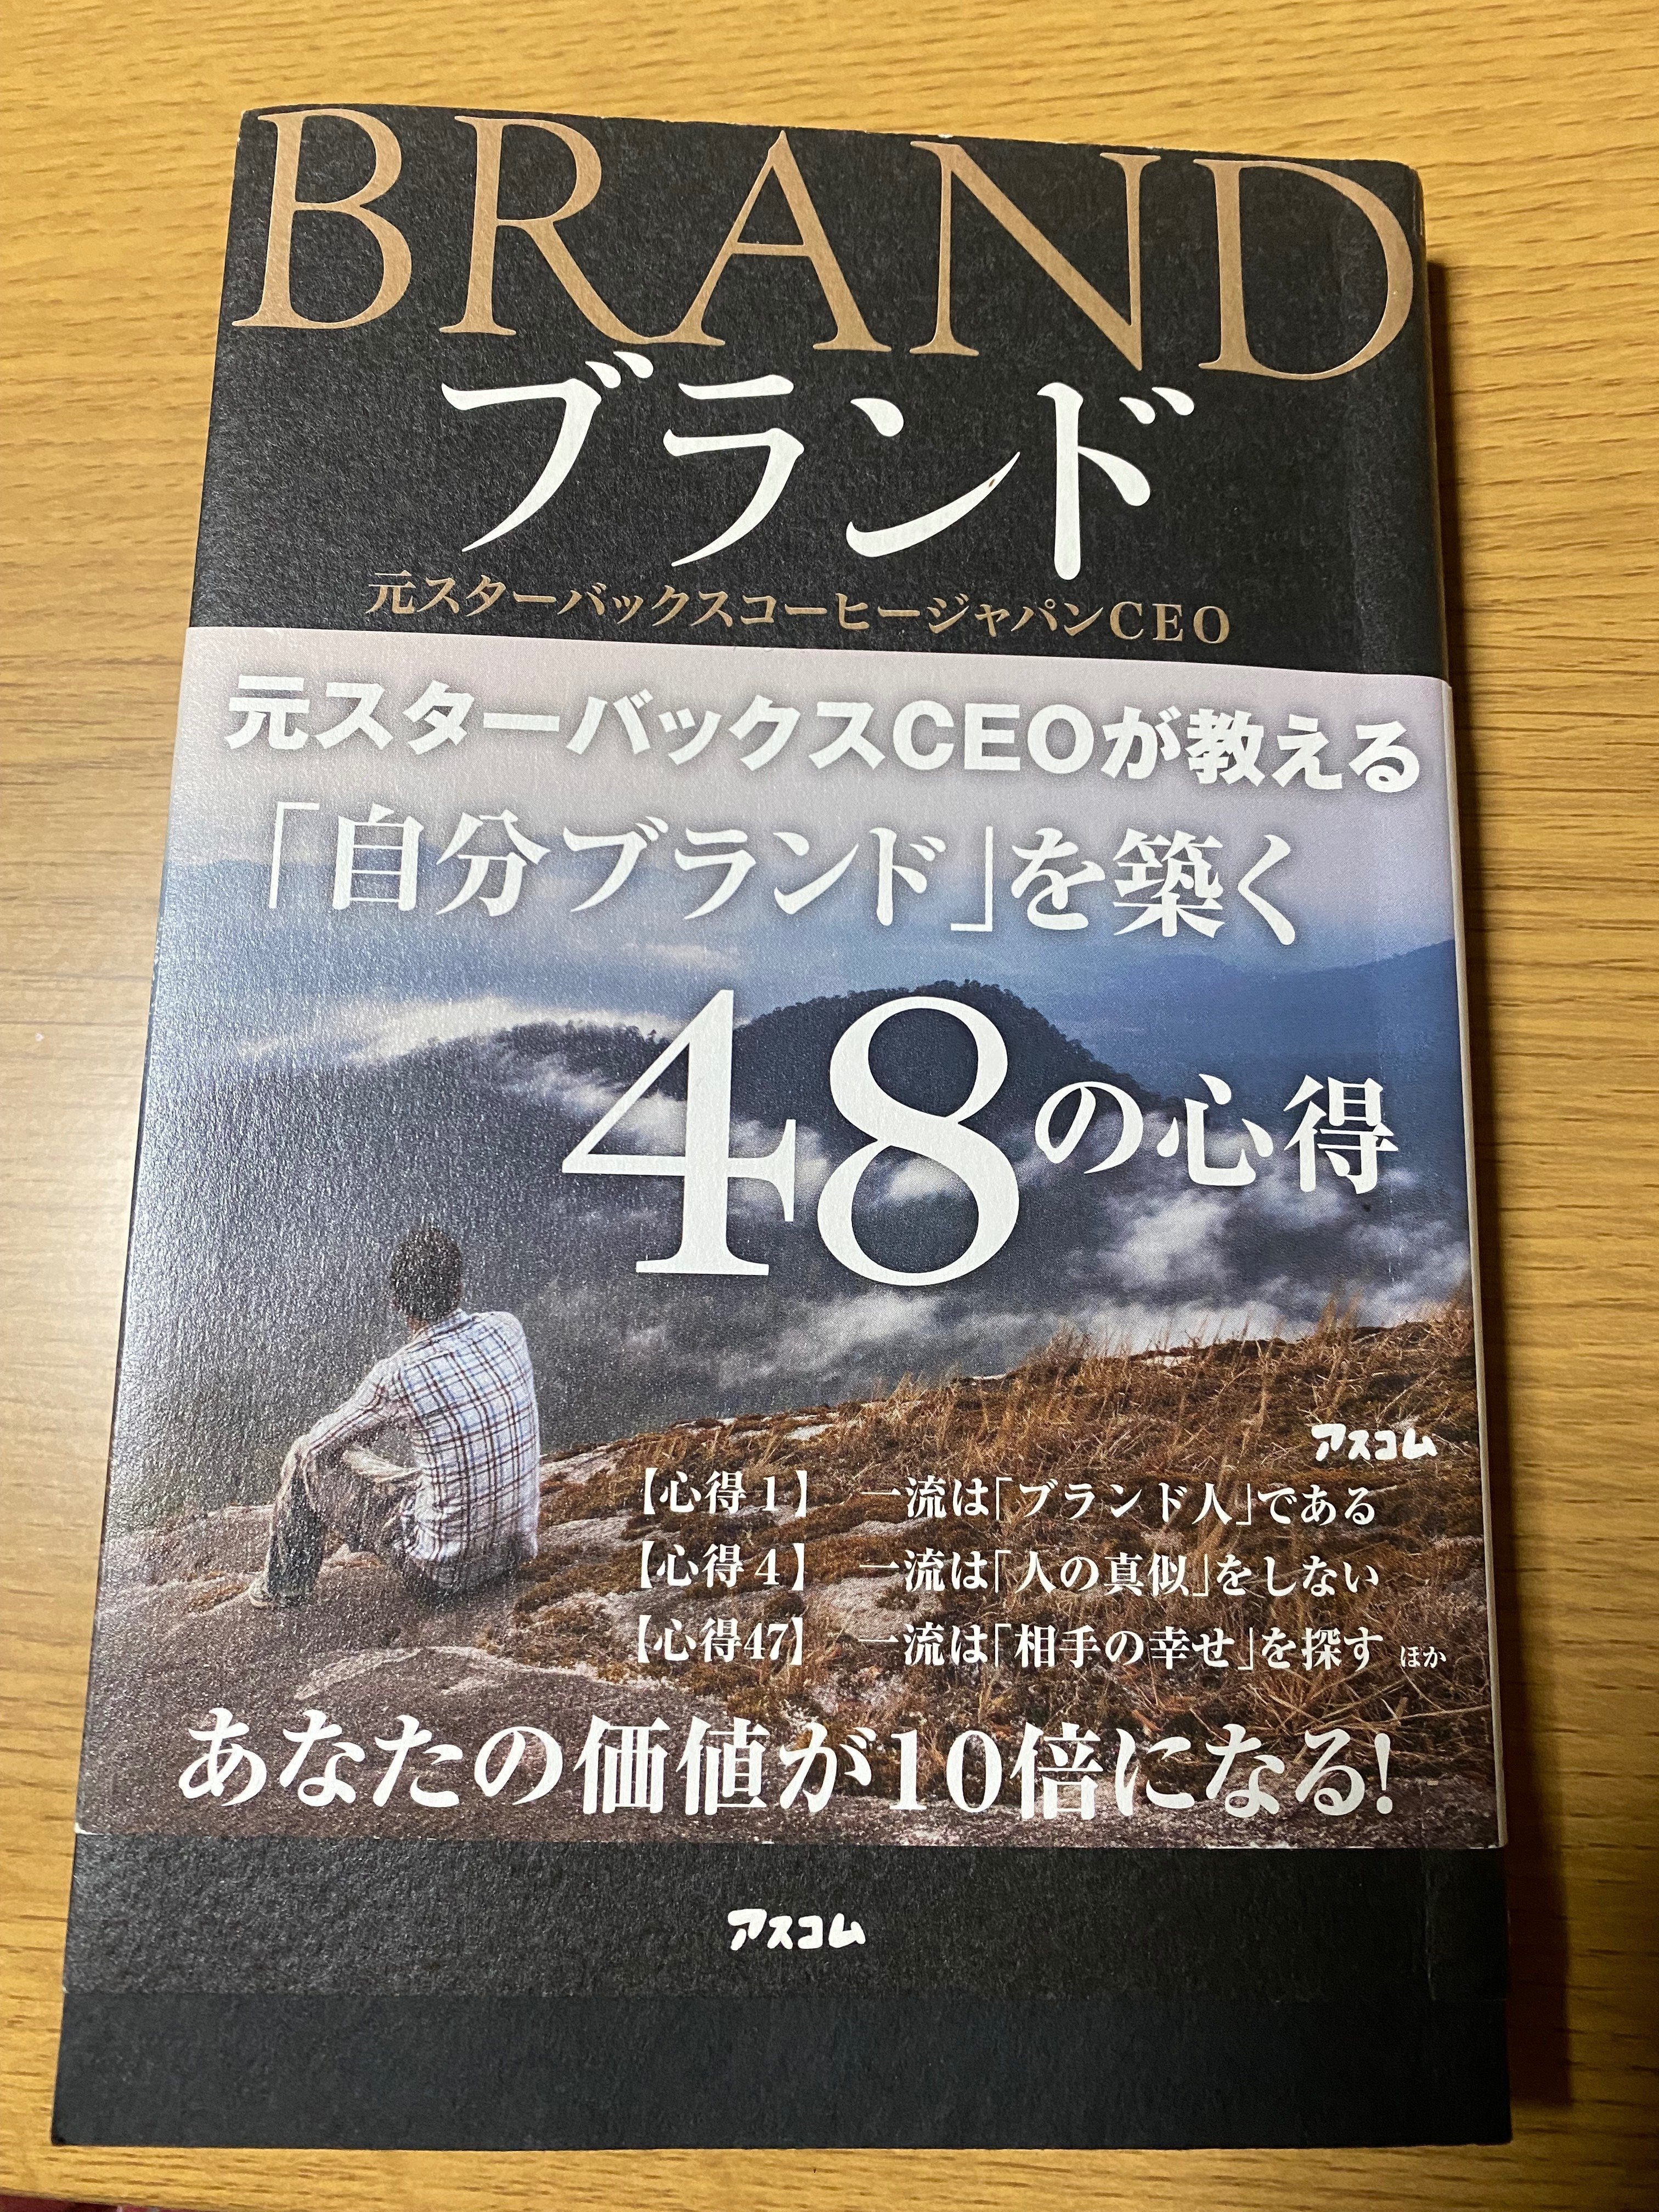 BRAND
ブランド
元スターバックスコーヒージャパンCEO
元スターバックスCEOが教える
「自分ブランド」を築く
48の心得
アスコム
【心得1】 一流は「ブランド人」である
【心得4】 一流は「人の真似」をしない
【心得47】 一流は「相手の幸せ」を探す ほか
あなたの価値が10倍になる!
アスコム